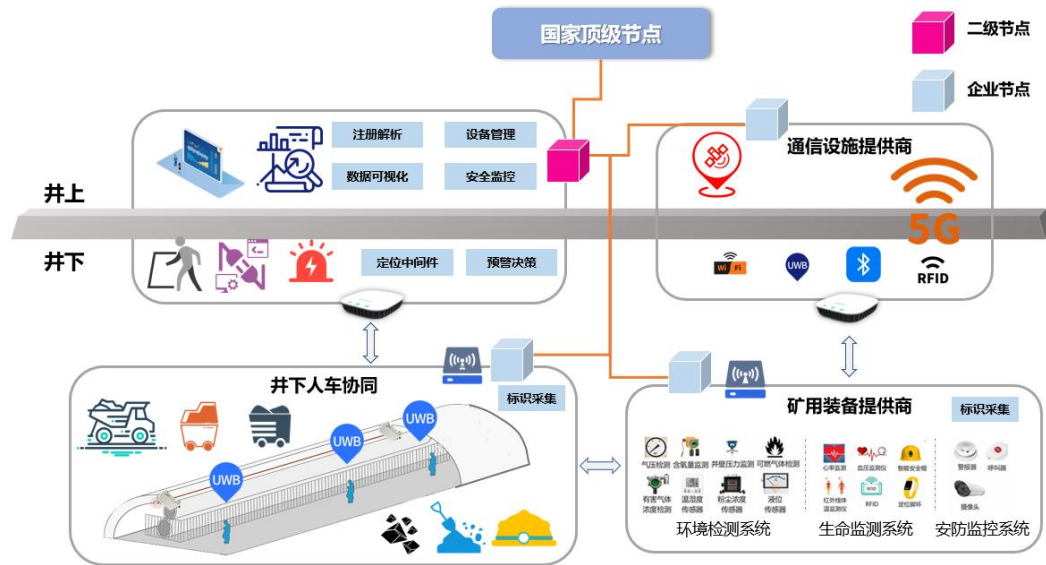 国家顶级节点
二级节点
企业节点
注册解析
设备管理
数据可视化
安全监控
通信设施提供商
井上
井下
5G
定位中间件
预警决策
Wi Fi
UWB
RFID
井下人车协同
标识采集
UWB
UWB
UWB
矿用装备提供商
标识采集
气压检测
含氧量监测
井壁压力监测
可燃气体检测
有害气体
浓度检测
温湿度
传感器
粉尘浓度
传感器
液位
传感器
环境检测系统
心率监测
血压监测仪
智能安全帽
红外线体
温监测仪
RFID
定位脚环
生命监测系统
警报器
呼叫器
摄像头
安防监控系统